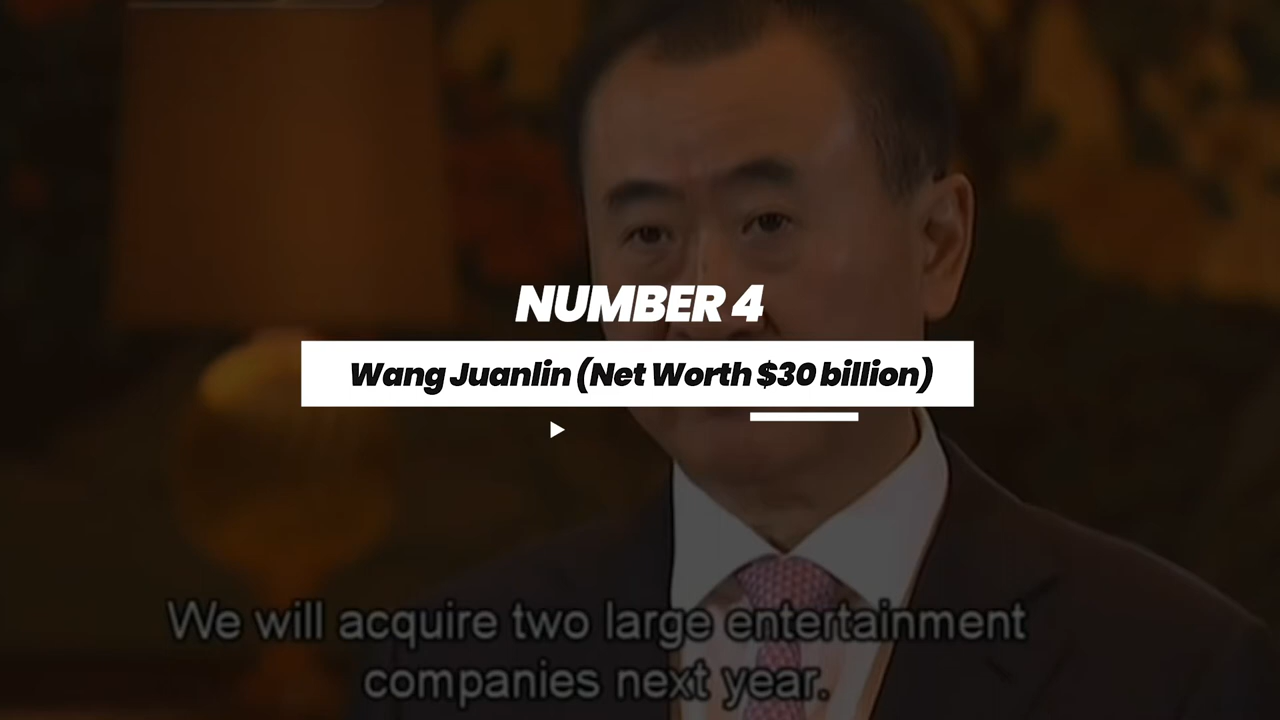 NUMBER 4
Wang Juanlin (Net Worth $30 billion)
We will acquire two large entertainment
companies next year.